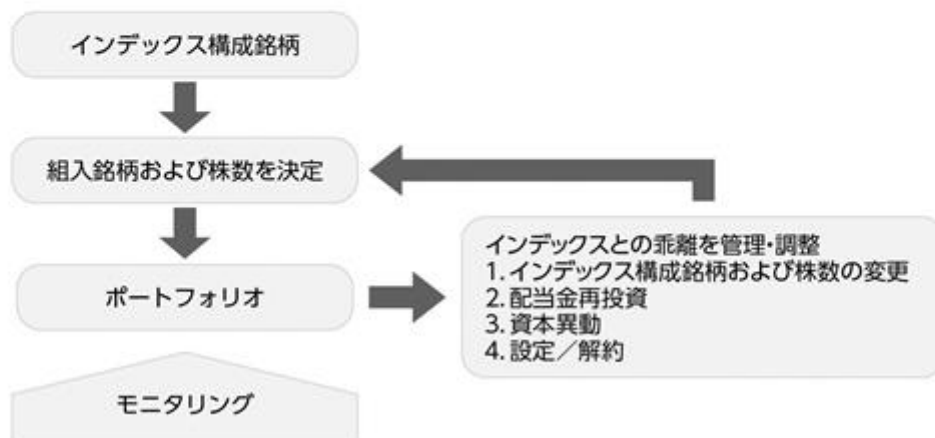 インデックス構成銘柄
組入銘柄および株数を決定
ポートフォリオ
インデックスとの乖離を管理・調整
1. インデックス構成銘柄および株数の変更
2. 配当金再投資
3. 資本異動
4. 設定／解約
モニタリング